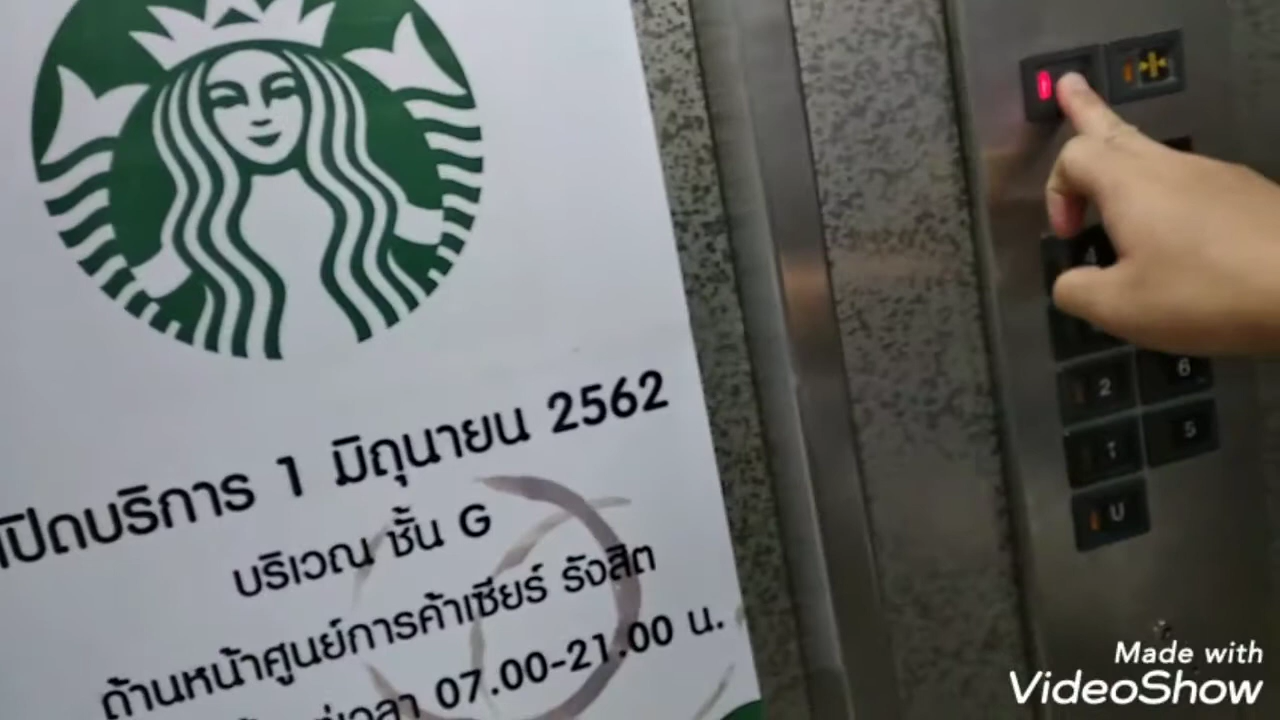 เปิดบริการ 1 มิถุนายน 2562
บริเวณ ชั้น G
ด้านหน้าศูนย์การค้าเซียร์ รังสิต
07.00-21.00 น.
4
2 6
1 5
U
Made with
VideoShow